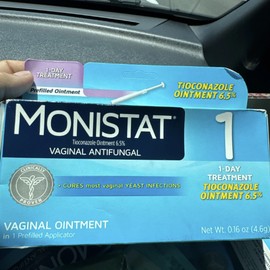 1-DAY
TREATMENT
Prefilled Ointment
TIOCONAZOLE
OINTMENT 6.5%
MONISTAT®
1
Tioconazole Ointment 6.5%
VAGINAL ANTIFUNGAL
1-DAY
TREATMENT
TIOCONAZOLE
OINTMENT 6.5%
CLINICALLY
PROVEN
CURES most vaginal YEAST INFECTIONS
VAGINAL OINTMENT
in 1 Prefilled Applicator
Net Wt. 0.16 oz (4.6g)